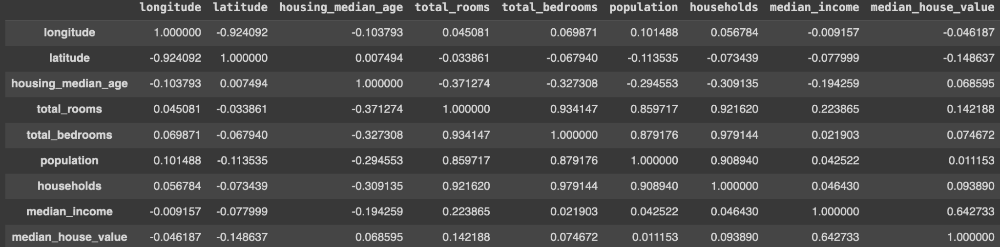 longitude latitude housing_median_age total_rooms total_bedrooms population households median_income median_house_value
longitude 1.000000 -0.924092 -0.103793 0.045081 0.069871 0.101488 0.056784 -0.009157 -0.046187
latitude -0.924092 1.000000 0.007494 -0.033861 -0.067940 -0.113535 -0.073439 -0.077999 -0.148637
housing_median_age -0.103793 0.007494 1.000000 -0.371274 -0.327308 -0.294553 -0.309135 -0.194259 0.068595
total_rooms 0.045081 -0.033861 -0.371274 1.000000 0.934147 0.859717 0.921620 0.223865 0.142188
total_bedrooms 0.069871 -0.067940 -0.327308 0.934147 1.000000 0.879176 0.979144 0.021903 0.074672
population 0.101488 -0.113535 -0.294553 0.859717 0.879176 1.000000 0.908940 0.042522 0.011153
households 0.056784 -0.073439 -0.309135 0.921620 0.979144 0.908940 1.000000 0.046430 0.093890
median_income -0.009157 -0.077999 -0.194259 0.223865 0.021903 0.042522 0.046430 1.000000 0.642733
median_house_value -0.046187 -0.148637 0.068595 0.142188 0.074672 0.011153 0.093890 0.642733 1.000000